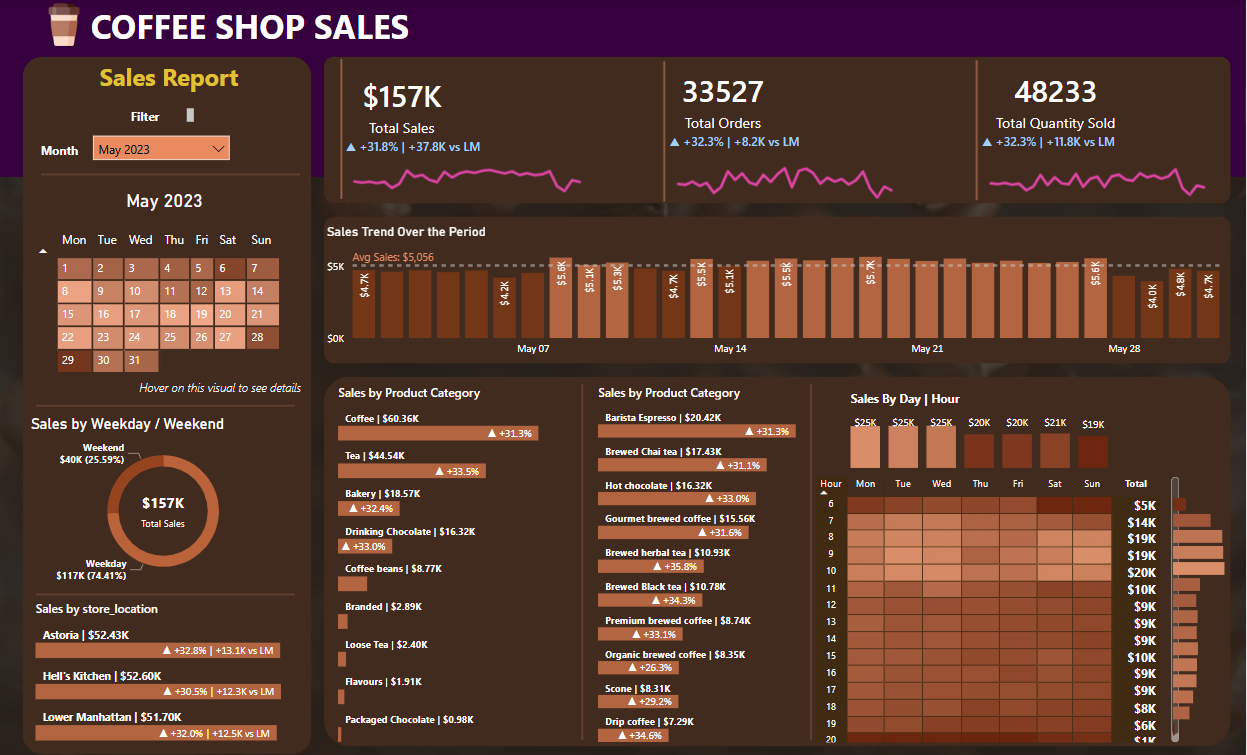 COFFEE SHOP SALES
Sales Report
Filter
Month
May 2023
May 2023
Mon Tue Wed Thu Fri Sat Sun
1 2 3 4 5 6 7
8 9 10 11 12 13 14
15 16 17 18 19 20 21
22 23 24 25 26 27 28
29 30 31
Hover on this visual to see details
Sales by Weekday / Weekend
Weekend
$40K (25.59%)
$157K
Total Sales
Weekday
$117K (74.41%)
Sales by store_location
Astoria | $52.43K
▲ +32.8% | +13.1K vs LM
Hell's Kitchen | $52.60K
▲ +30.5% | +12.3K vs LM
Lower Manhattan | $51.70K
▲ +32.0% | +12.5K vs LM
$157K
Total Sales
▲ +31.8% | +37.8K vs LM
33527
Total Orders
▲ +32.3% | +8.2K vs LM
48233
Total Quantity Sold
▲ +32.3% | +11.8K vs LM
Sales Trend Over the Period
Avg Sales: $5,056
$5K
$0K
$4.7K $4.2K $5.6K $5.1K $5.3K $4.7K $5.5K $5.1K $5.5K $5.7K $5.6K $4.0K $4.8K $4.7K
May 07 May 14 May 21 May 28
Sales by Product Category
Coffee | $60.36K
▲ +31.3%
Tea | $44.54K
▲ +33.5%
Bakery | $18.57K
▲ +32.4%
Drinking Chocolate | $16.32K
▲ +33.0%
Coffee beans | $8.77K
Branded | $2.89K
Loose Tea | $2.40K
Flavours | $1.91K
Packaged Chocolate | $0.98K
Sales by Product Category
Barista Espresso | $20.42K
▲ +31.3%
Brewed Chai tea | $17.43K
▲ +31.1%
Hot chocolate | $16.32K
▲ +33.0%
Gourmet brewed coffee | $15.56K
▲ +31.6%
Brewed herbal tea | $10.93K
▲ +35.8%
Brewed Black tea | $10.78K
▲ +34.3%
Premium brewed coffee | $8.74K
▲ +33.1%
Organic brewed coffee | $8.35K
▲ +26.3%
Scone | $8.31K
▲ +29.2%
Drip coffee | $7.29K
▲ +34.6%
Sales By Day | Hour
$25K $25K $25K $20K $20K $21K $19K
Hour Mon Tue Wed Thu Fri Sat Sun Total
6 $5K
7 $14K
8 $19K
9 $19K
10 $20K
11 $10K
12 $9K
13 $9K
14 $9K
15 $10K
16 $9K
17 $9K
18 $8K
19 $6K
20 $1K